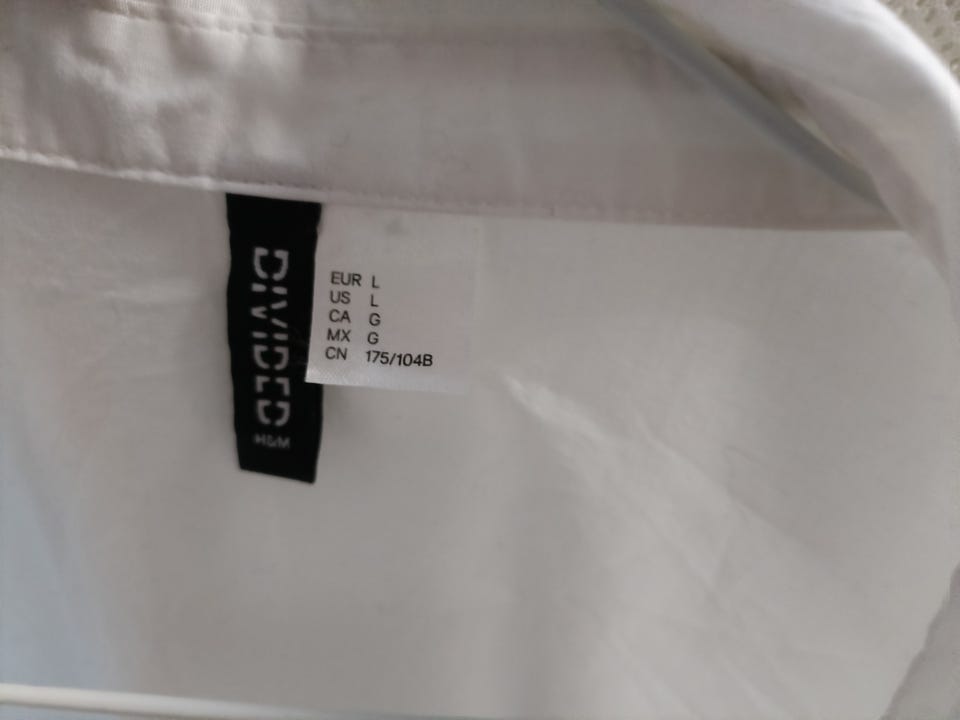 DIVIDED
H&M
EUR L
US L
CA G
MX G
CN 175/104B